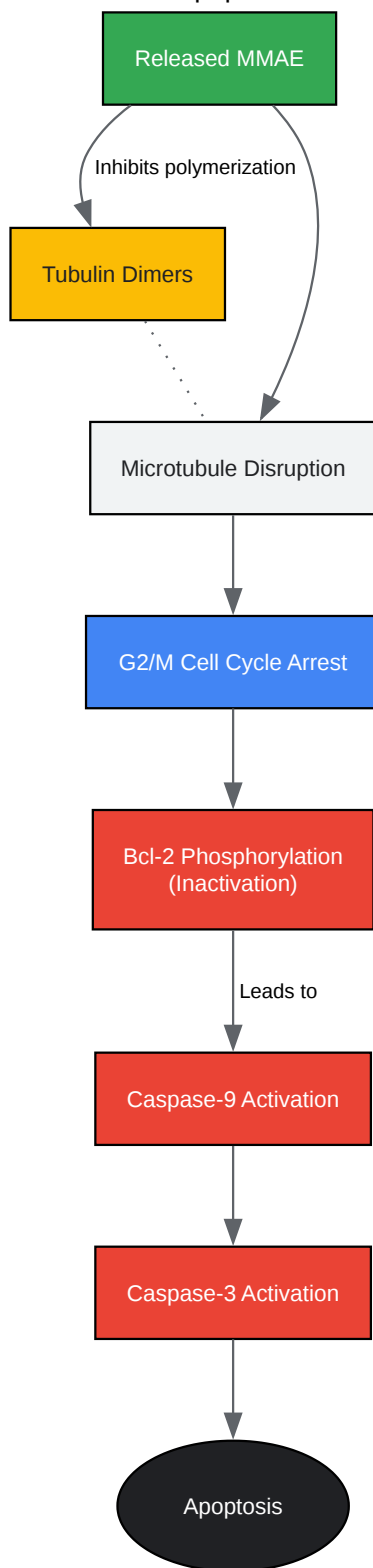 Released MMAE
Inhibits polymerization
Tubulin Dimers
Microtubule Disruption
G2/M Cell Cycle Arrest
Bcl-2 Phosphorylation
(Inactivation)
Leads to
Caspase-9 Activation
Caspase-3 Activation
Apoptosis